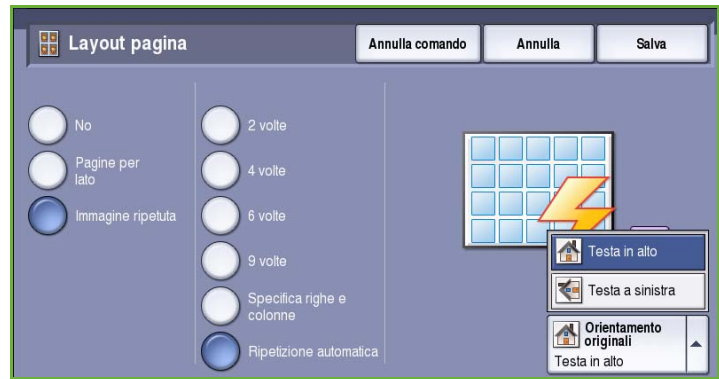 Layout pagina
Annulla comando
Annulla
Salva
No
Pagine per
lato
Immagine ripetuta
2 volte
4 volte
6 volte
9 volte
Specifica righe e
colonne
Ripetizione automatica
Testa in alto
Testa a sinistra
Orientamento
originali
Testa in alto